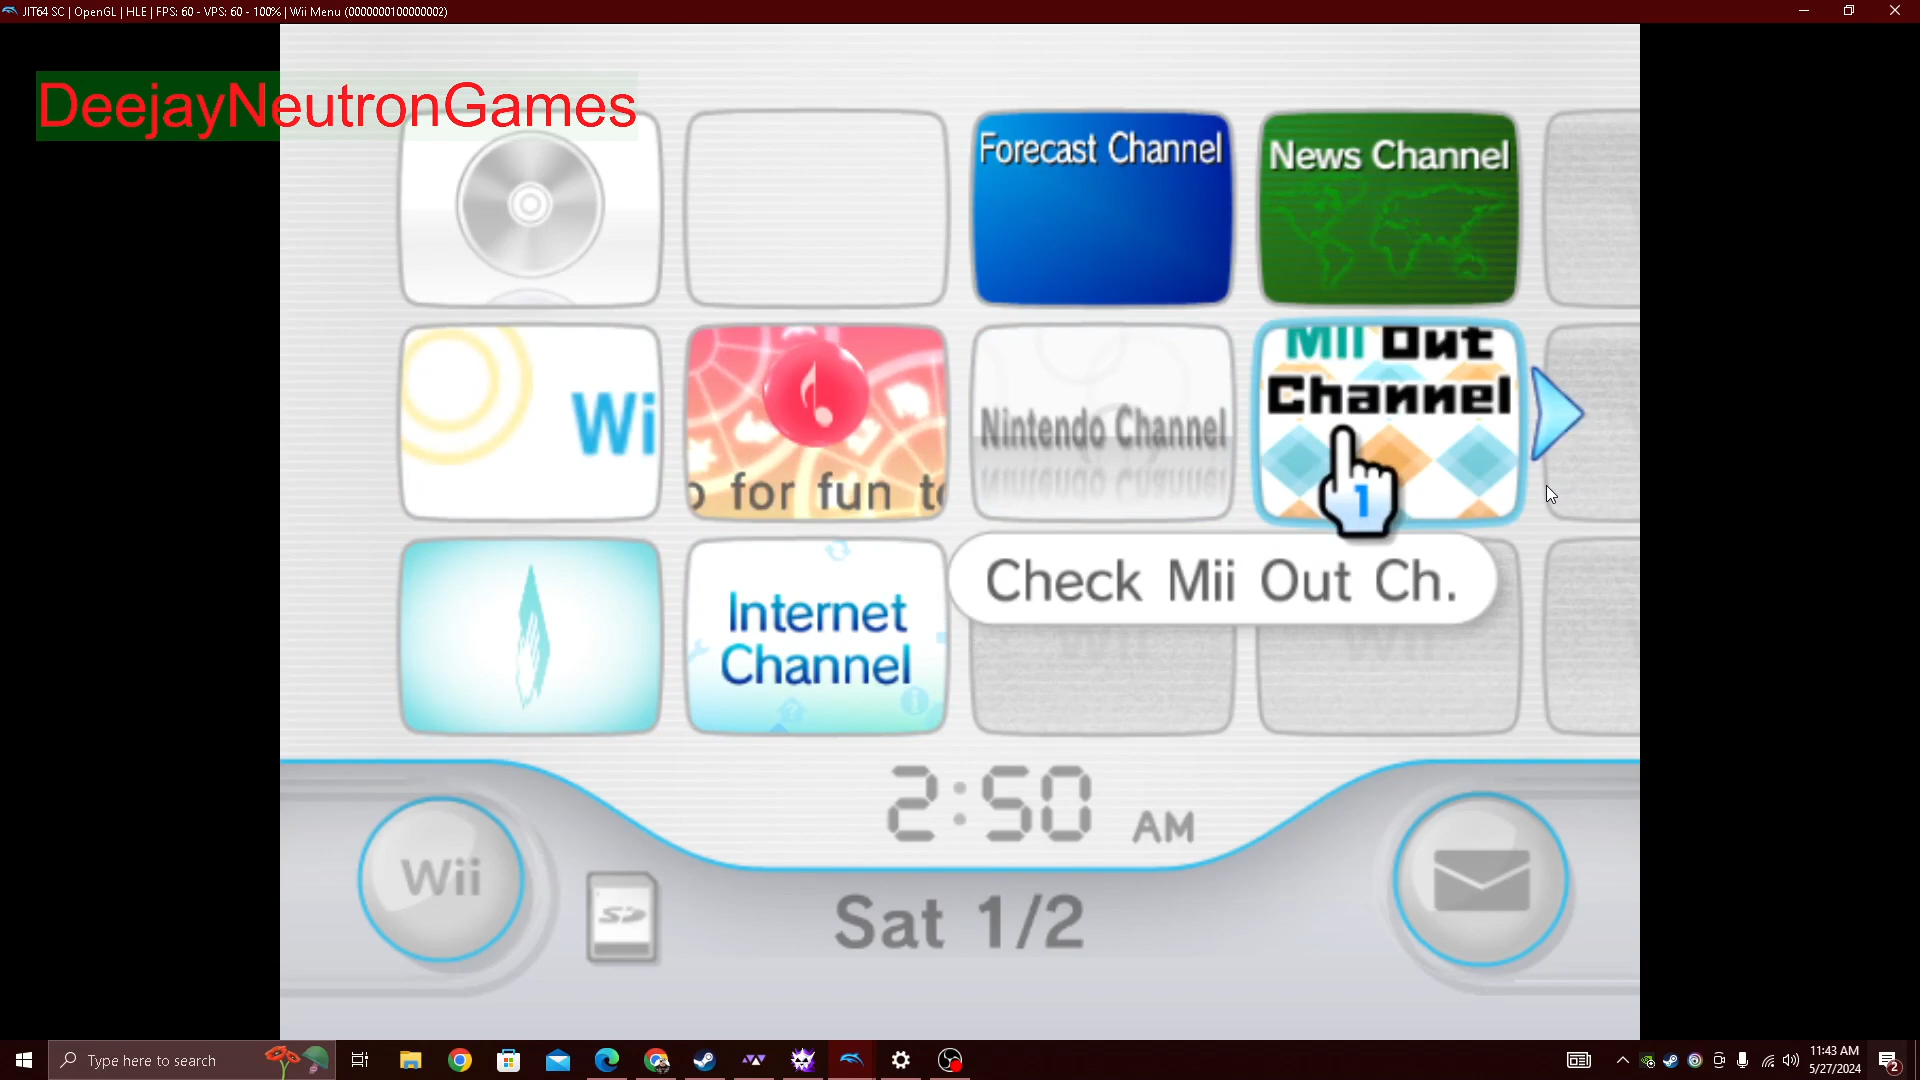 JIT64 SC | OpenGL | HLE | FPS: 60 - VPS: 60 - 100% | Wii Menu (0000000100000002)
DeejayNeutronGames
Forecast Channel
News Channel
Wi
for fun
Nintendo Channel
Mii Out
Channel
1
Internet
Channel
Check Mii Out Ch.
2:50 AM
Wii
SD
Sat 1/2
Type here to search
11:43 AM
5/27/2024
2